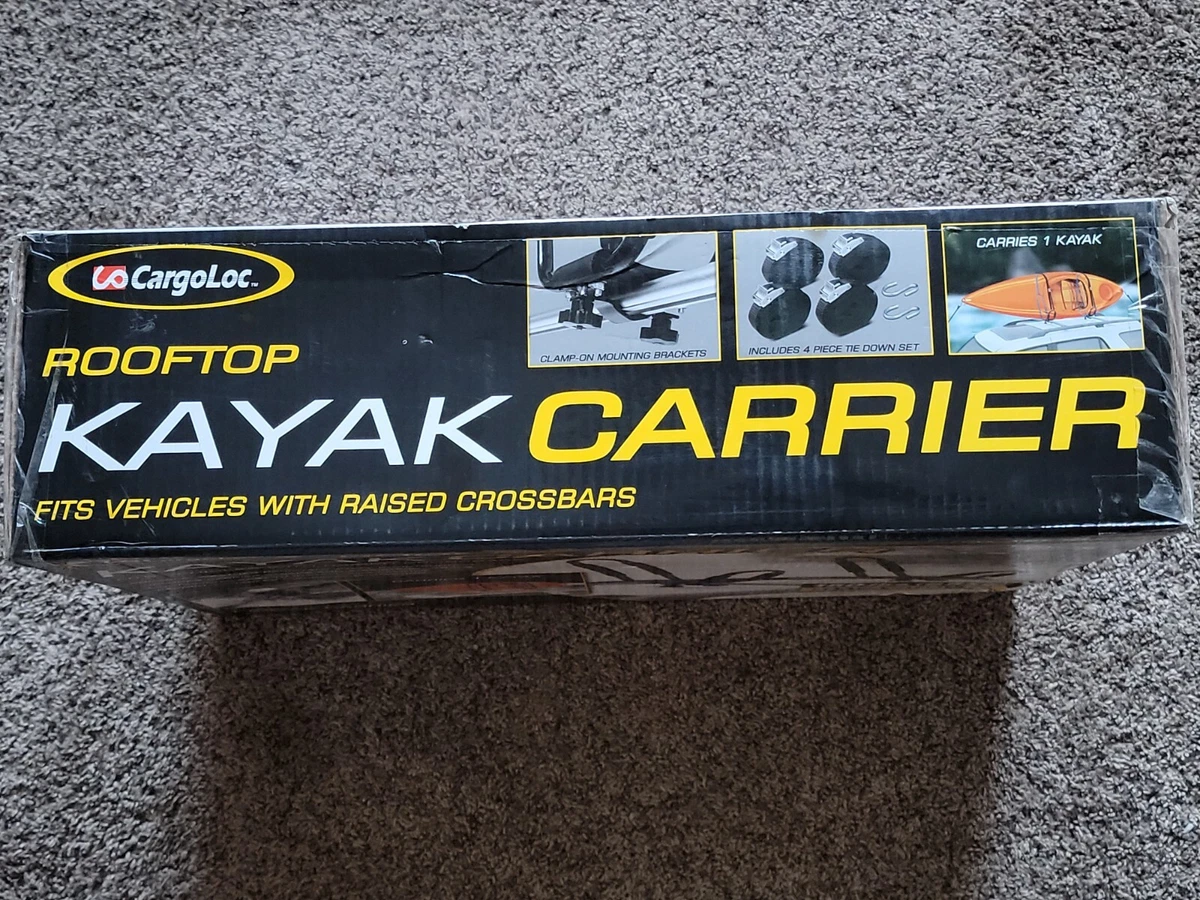 CargoLoc™
ROOFTOP
KAYAK CARRIER
FITS VEHICLES WITH RAISED CROSSBARS
CLAMP-ON MOUNTING BRACKETS
INCLUDES 4 PIECE TIE DOWN SET
CARRIES 1 KAYAK